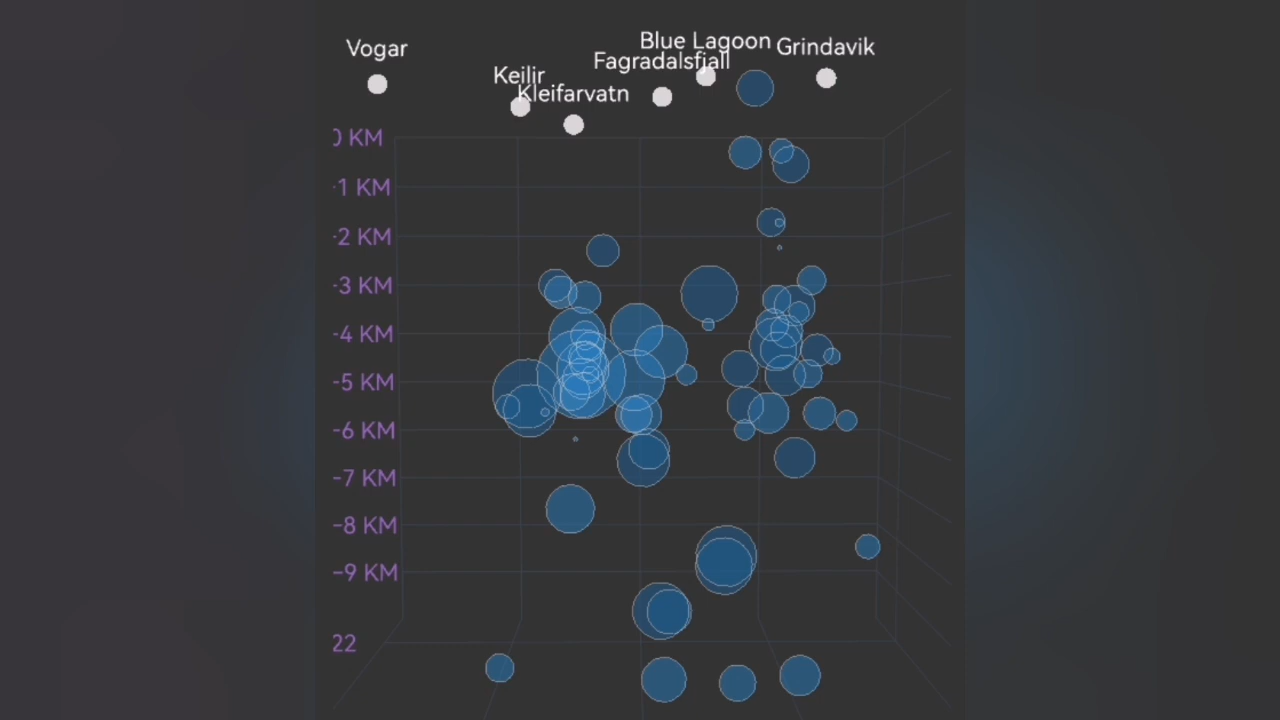 Blue Lagoon
Vogar
Grindavik
Fagradalsfjall
Keilir
Kleifarvatn
0 KM
-1 KM
-2 KM
-3 KM
-4 KM
-5 KM
-6 KM
-7 KM
-8 KM
-9 KM
22